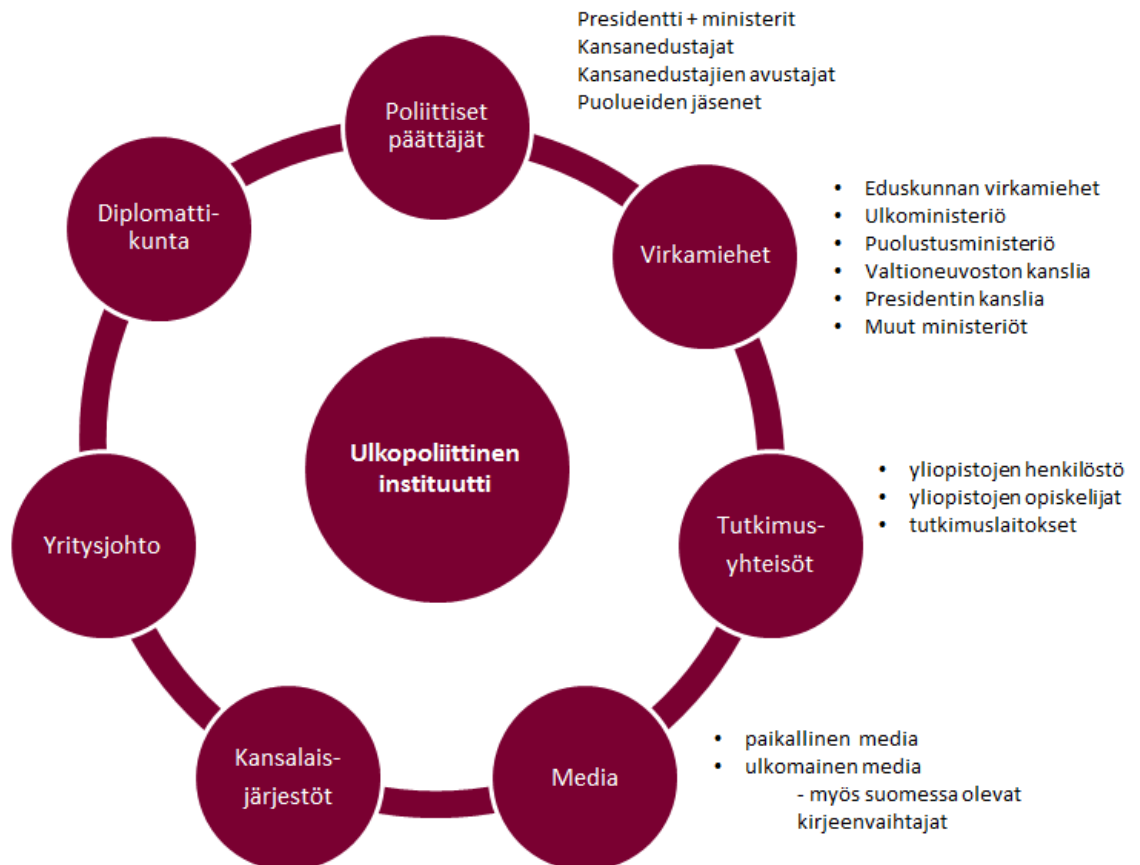 Presidentti + ministerit
Kansanedustajat
Kansanedustajien avustajat
Puolueiden jäsenet
Poliittiset
päättäjät
Diplomatti-
kunta
Virkamiehet
• Eduskunnan virkamiehet
• Ulkoministeriö
• Puolustusministeriö
• Valtioneuvoston kanslia
• Presidentin kanslia
• Muut ministeriöt
Ulkopoliittinen
instituutti
Yritysjohto
Tutkimus-
yhteisöt
• yliopistojen henkilöstö
• yliopistojen opiskelijat
• tutkimuslaitokset
Kansalais-
järjestöt
Media
• paikallinen media
• ulkomainen media
- myös suomessa olevat
kirjeenvaihtajat